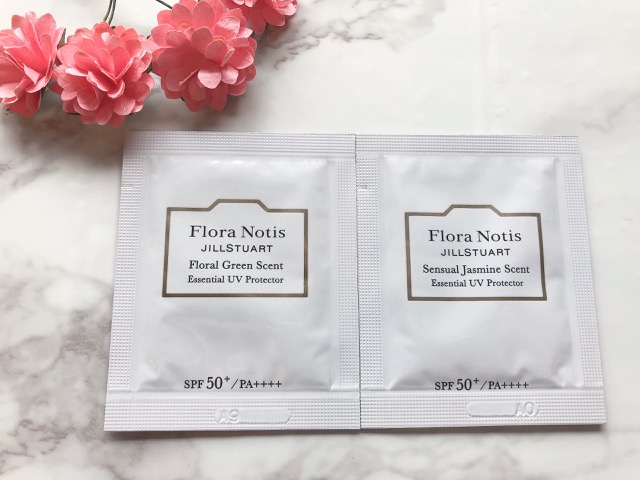 Flora Notis
JILLSTUART
Floral Green Scent
Essential UV Protector
SPF 50+/PA++++
Flora Notis
JILLSTUART
Sensual Jasmine Scent
Essential UV Protector
SPF 50+/PA++++